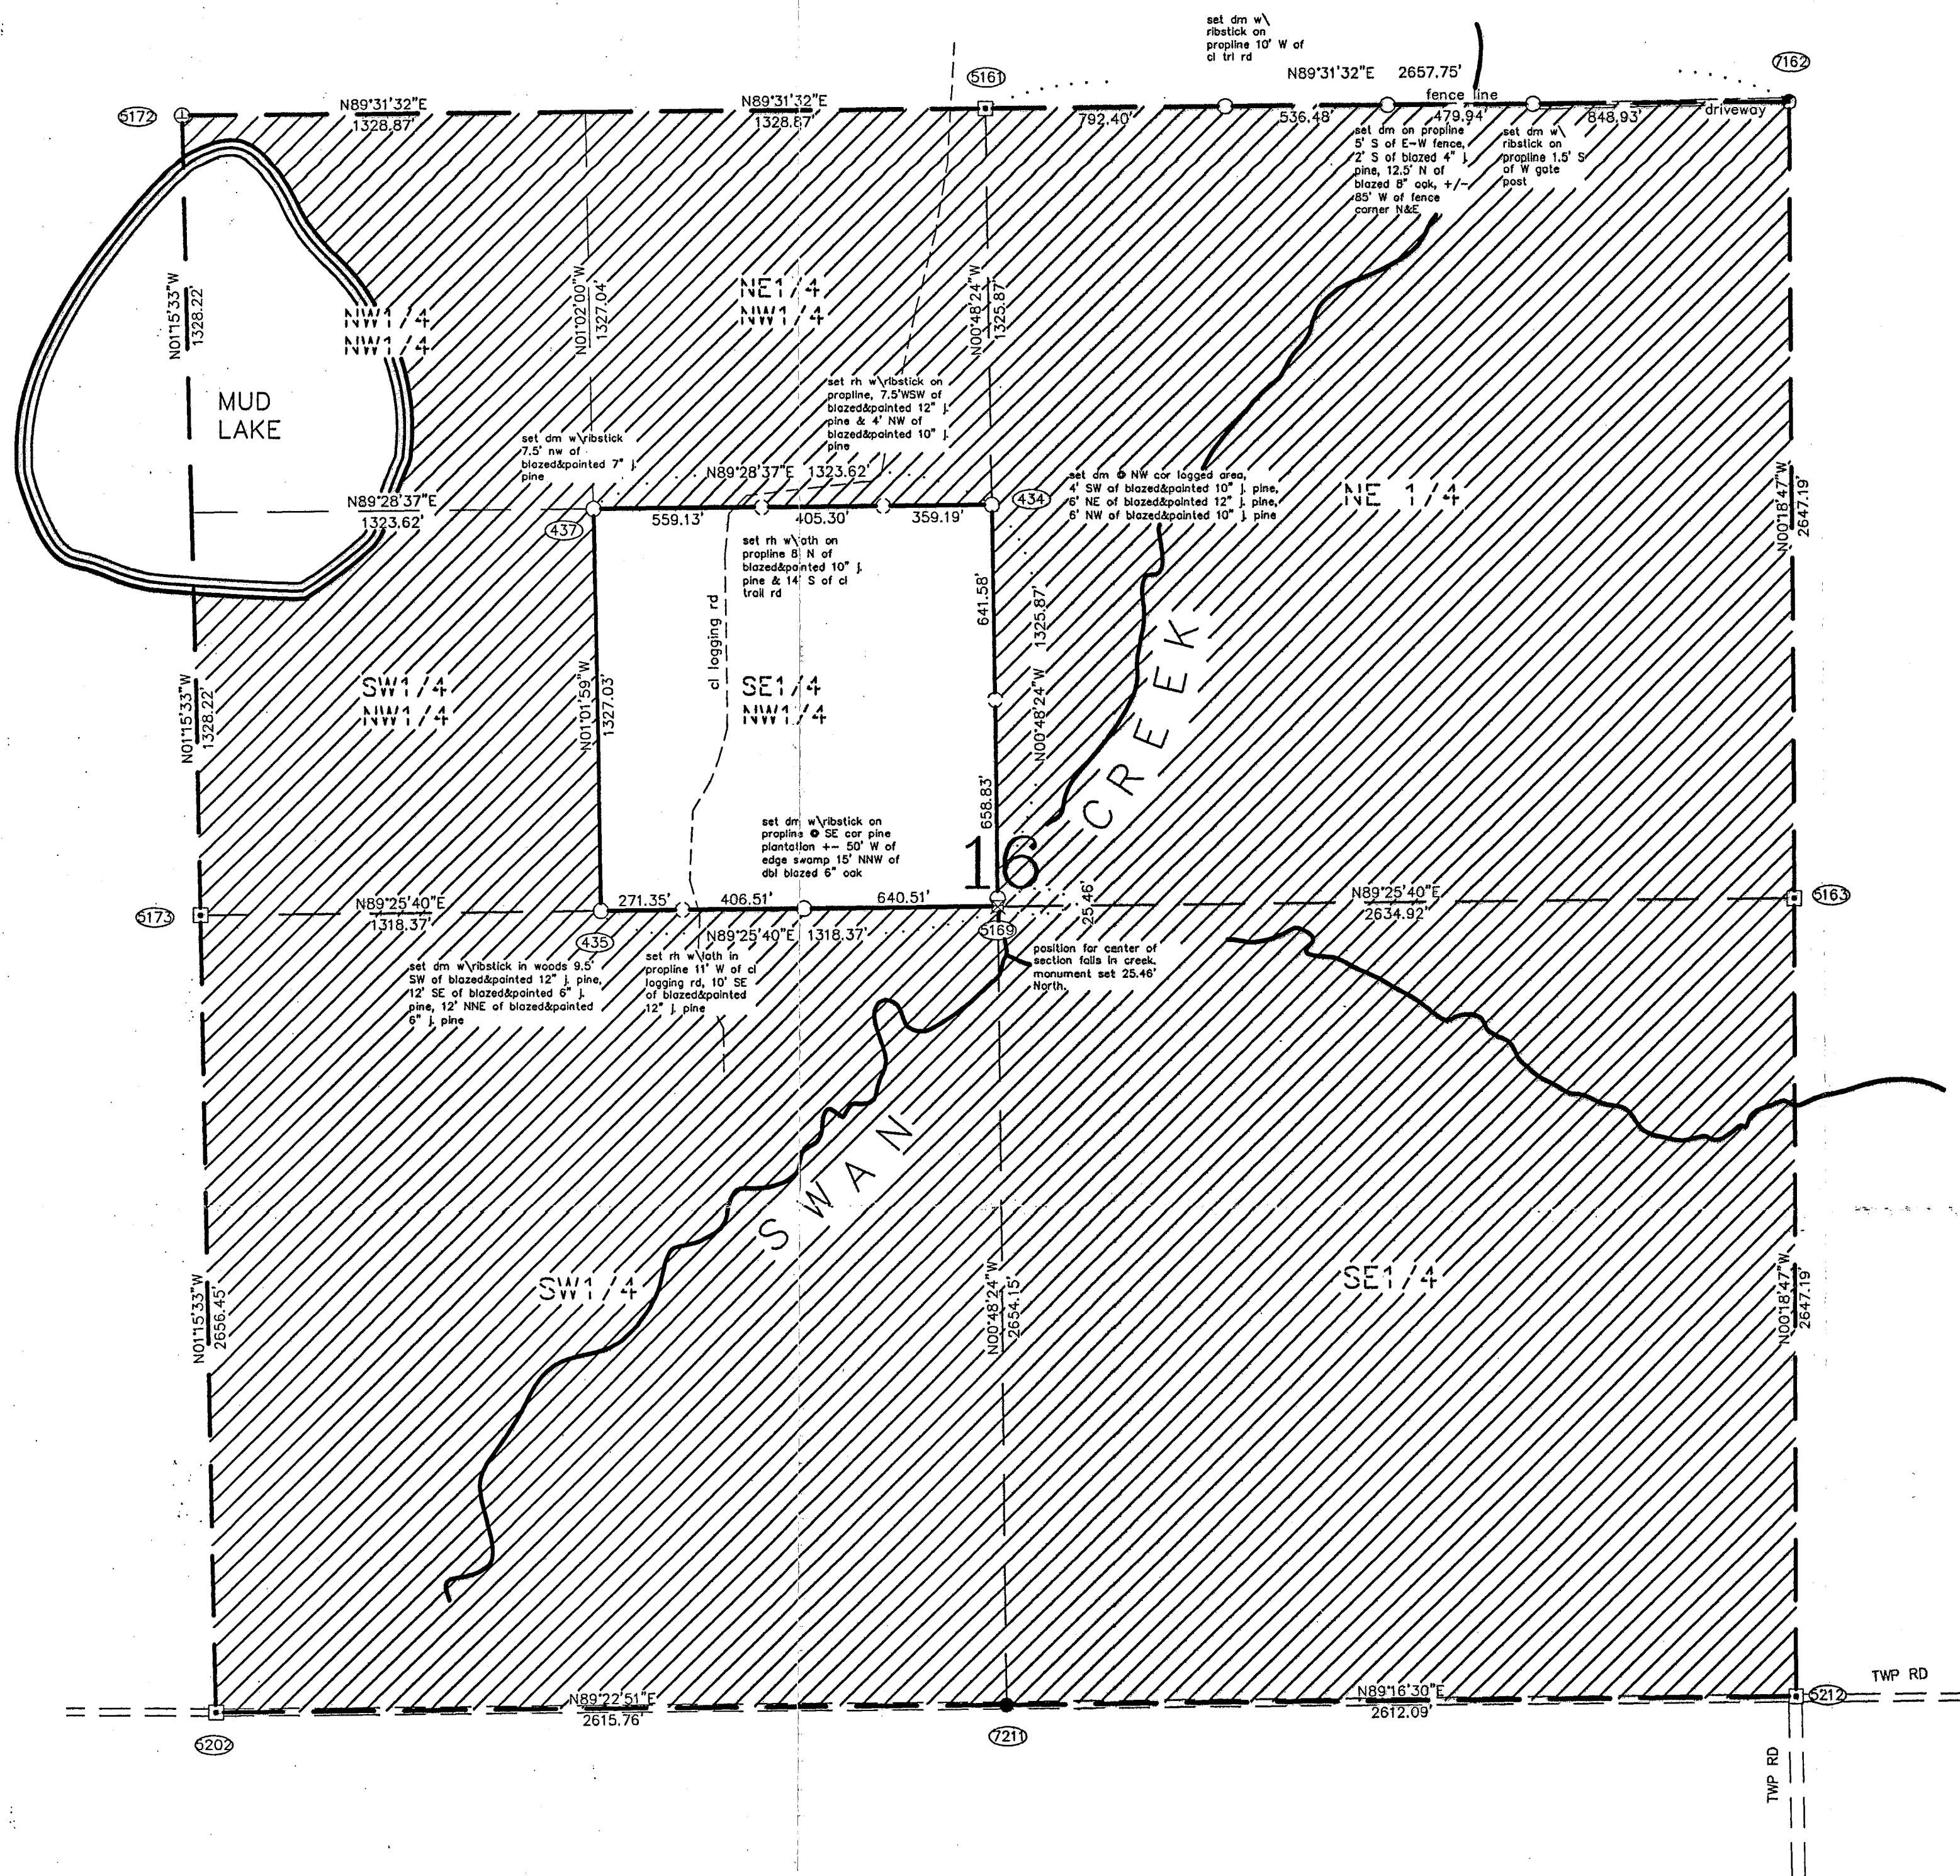 set dm w\
ribstick on
propline 10' W of
cl trl rd
N89°31'32"E 2657.75'
7162
5161
5172
N89°31'32"E
1328.87'
N89°31'32"E
1328.87'
fence line
driveway
792.40'
536.48'
479.94'
848.93'
set dm on propline
5' S of E-W fence,
2' S of blazed 4" j.
pine, 12.5' N of
blazed 8" oak, +/-
85' W of fence
corner N&E
set dm w\
ribstick on
propline 1.5' S
of W gate
post
N01°15'33"W
1328.22'
NW1/4
NW1/4
N01°02'00"W
1327.04'
NE1/4
NW1/4
N00°48'24"W
1325.87'
MUD
LAKE
set rh w\ribstick on
propline, 7.5'WSW of
blazed&painted 12" j.
pine & 4' NW of
blazed&painted 10" j.
pine
set dm w\ribstick
7.5' nw of
blazed&painted 7" j.
pine
N89°28'37"E 1323.62'
N89°28'37"E
1323.62'
437
434
559.13'
405.30'
359.19'
set dm @ NW cor logged area,
4' SW of blazed&painted 10" j. pine,
6' NE of blazed&painted 12" j. pine,
6' NW of blazed&painted 10" j. pine
NE 1/4
N00°18'47"W
2647.19'
set rh w\lath on
propline 8' N of
blazed&painted 10" j.
pine & 14' S of cl
trail rd
cl logging rd
641.58'
N00°48'24"W 1325.87'
CREEK
SW1/4
NW1/4
N01°15'33"W
1328.22'
N01°01'59"W
1327.03'
SE1/4
NW1/4
658.83'
set dm w\ribstick on
propline @ SE cor pine
plantation +- 50' W of
edge swamp 15' NNW of
dbl blazed 6" oak
16
25.46'
5173
N89°25'40"E
1318.37'
271.35'
406.51'
640.51'
N89°25'40"E
2634.92'
5163
435
N89°25'40"E 1318.37'
5169
set dm w\ribstick in woods 9.5'
SW of blazed&painted 12" j. pine,
12' SE of blazed&painted 6" j.
pine, 12' NNE of blazed&painted
6" j. pine
set rh w\lath in
propline 11' W of cl
logging rd, 10' SE
of blazed&painted
12" j. pine
position for center of
section falls in creek,
monument set 25.46'
North.
SWAN
SW1/4
SE1/4
N01°15'33"W
2656.45'
N00°48'24"W
2654.15'
N00°18'47"W
2647.19'
N89°22'51"E
2615.76'
N89°16'30"E
2612.09'
5202
7211
5212
TWP RD
TWP RD